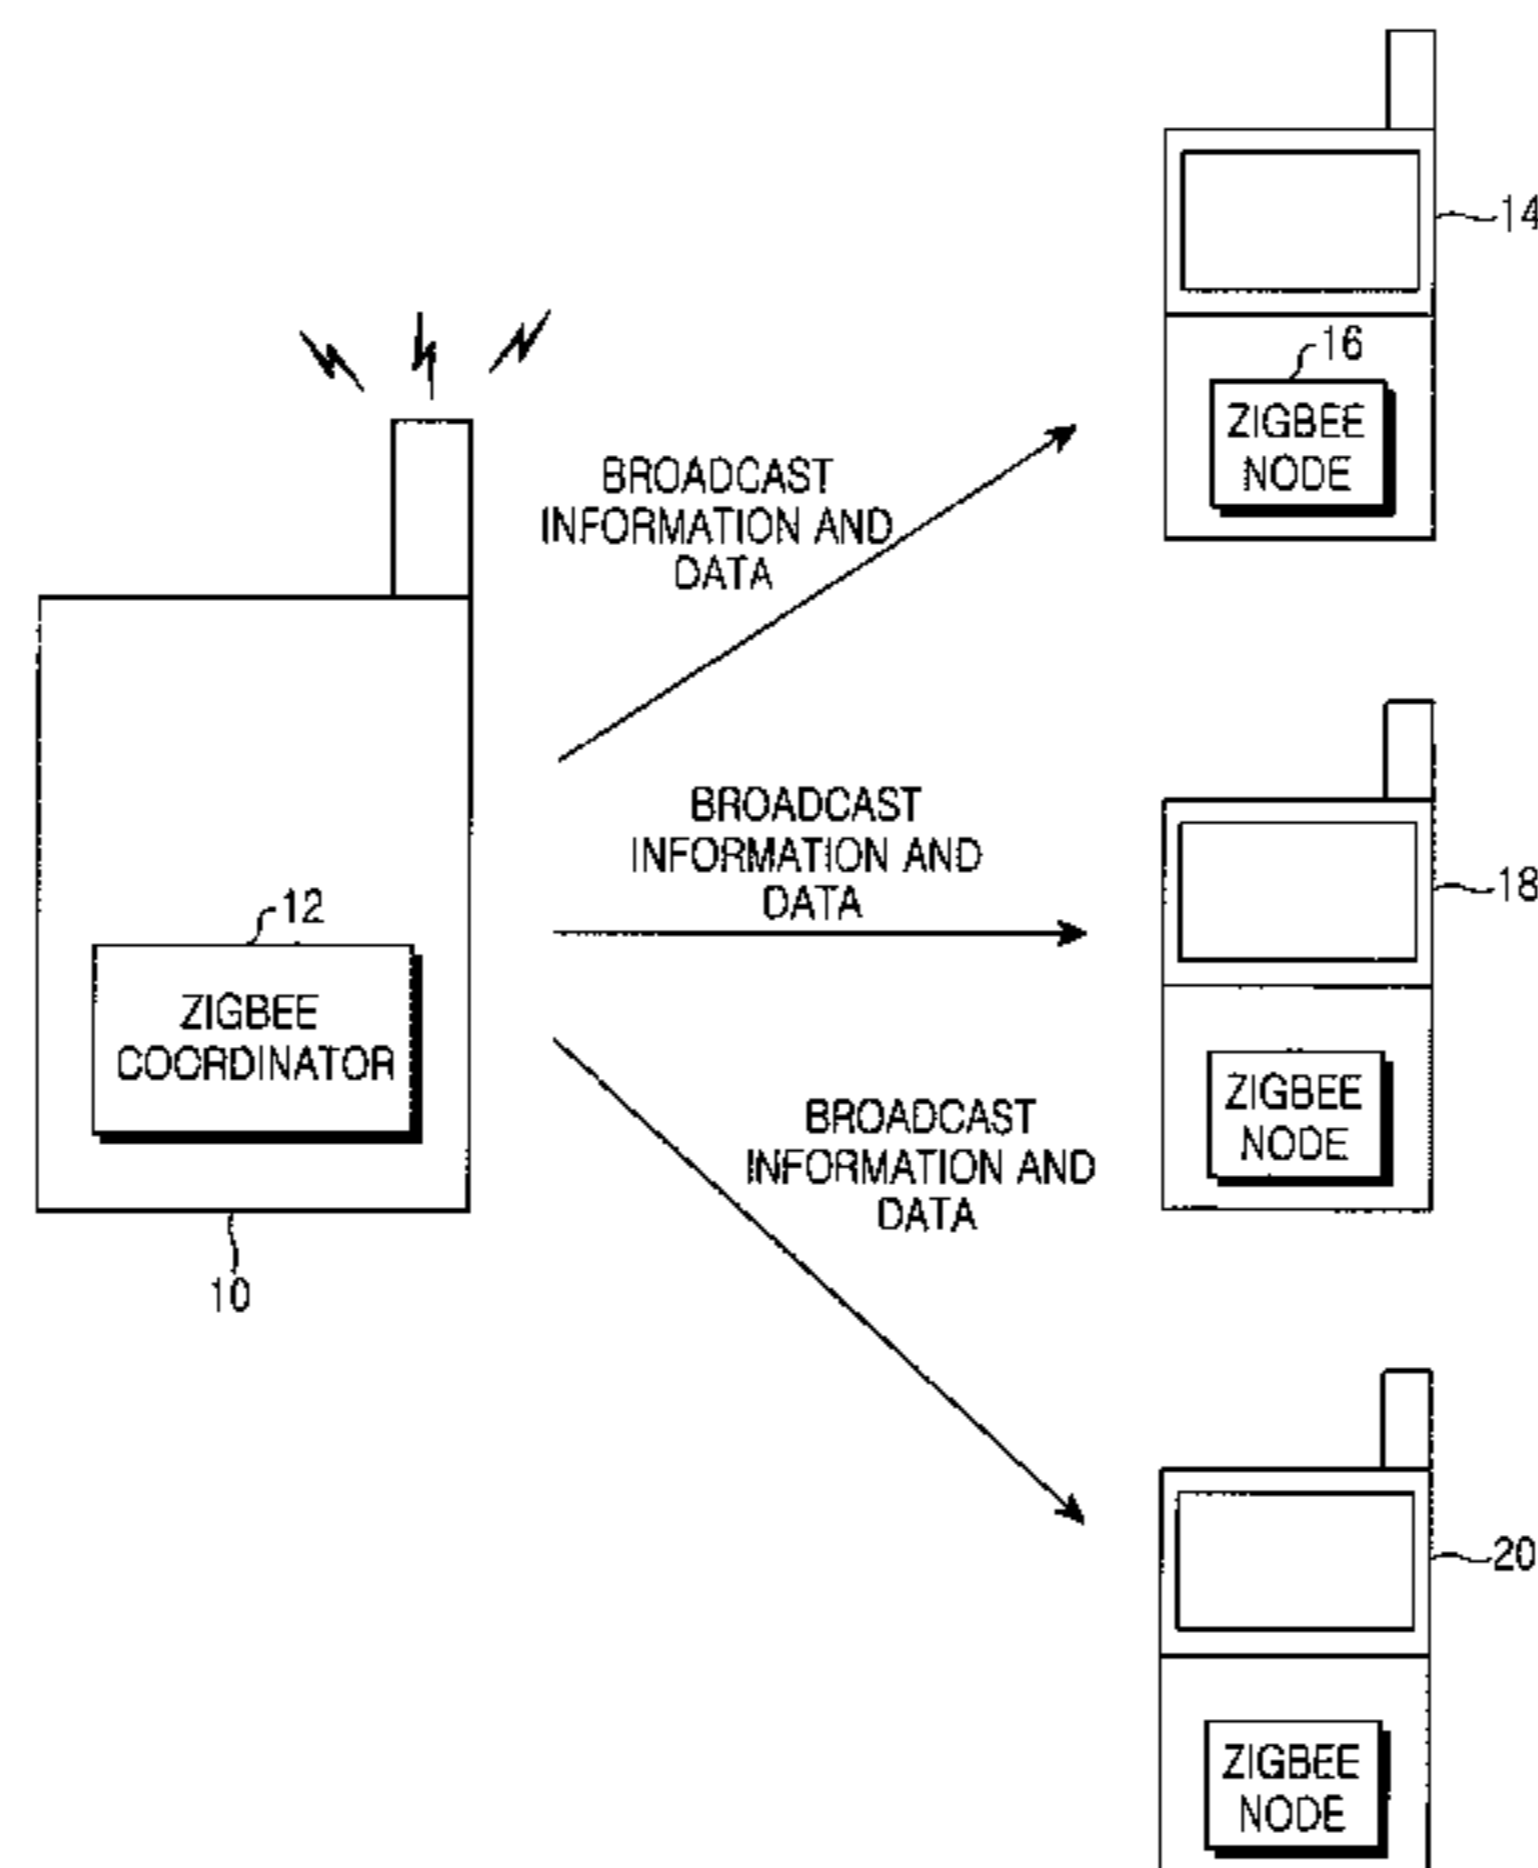 14
16
ZIGBEE
NODE
BROADCAST
INFORMATION AND
DATA
BROADCAST
INFORMATION AND
DATA
18
12
ZIGBEE
COORDINATOR
ZIGBEE
NODE
BROADCAST
INFORMATION AND
DATA
10
20
ZIGBEE
NODE